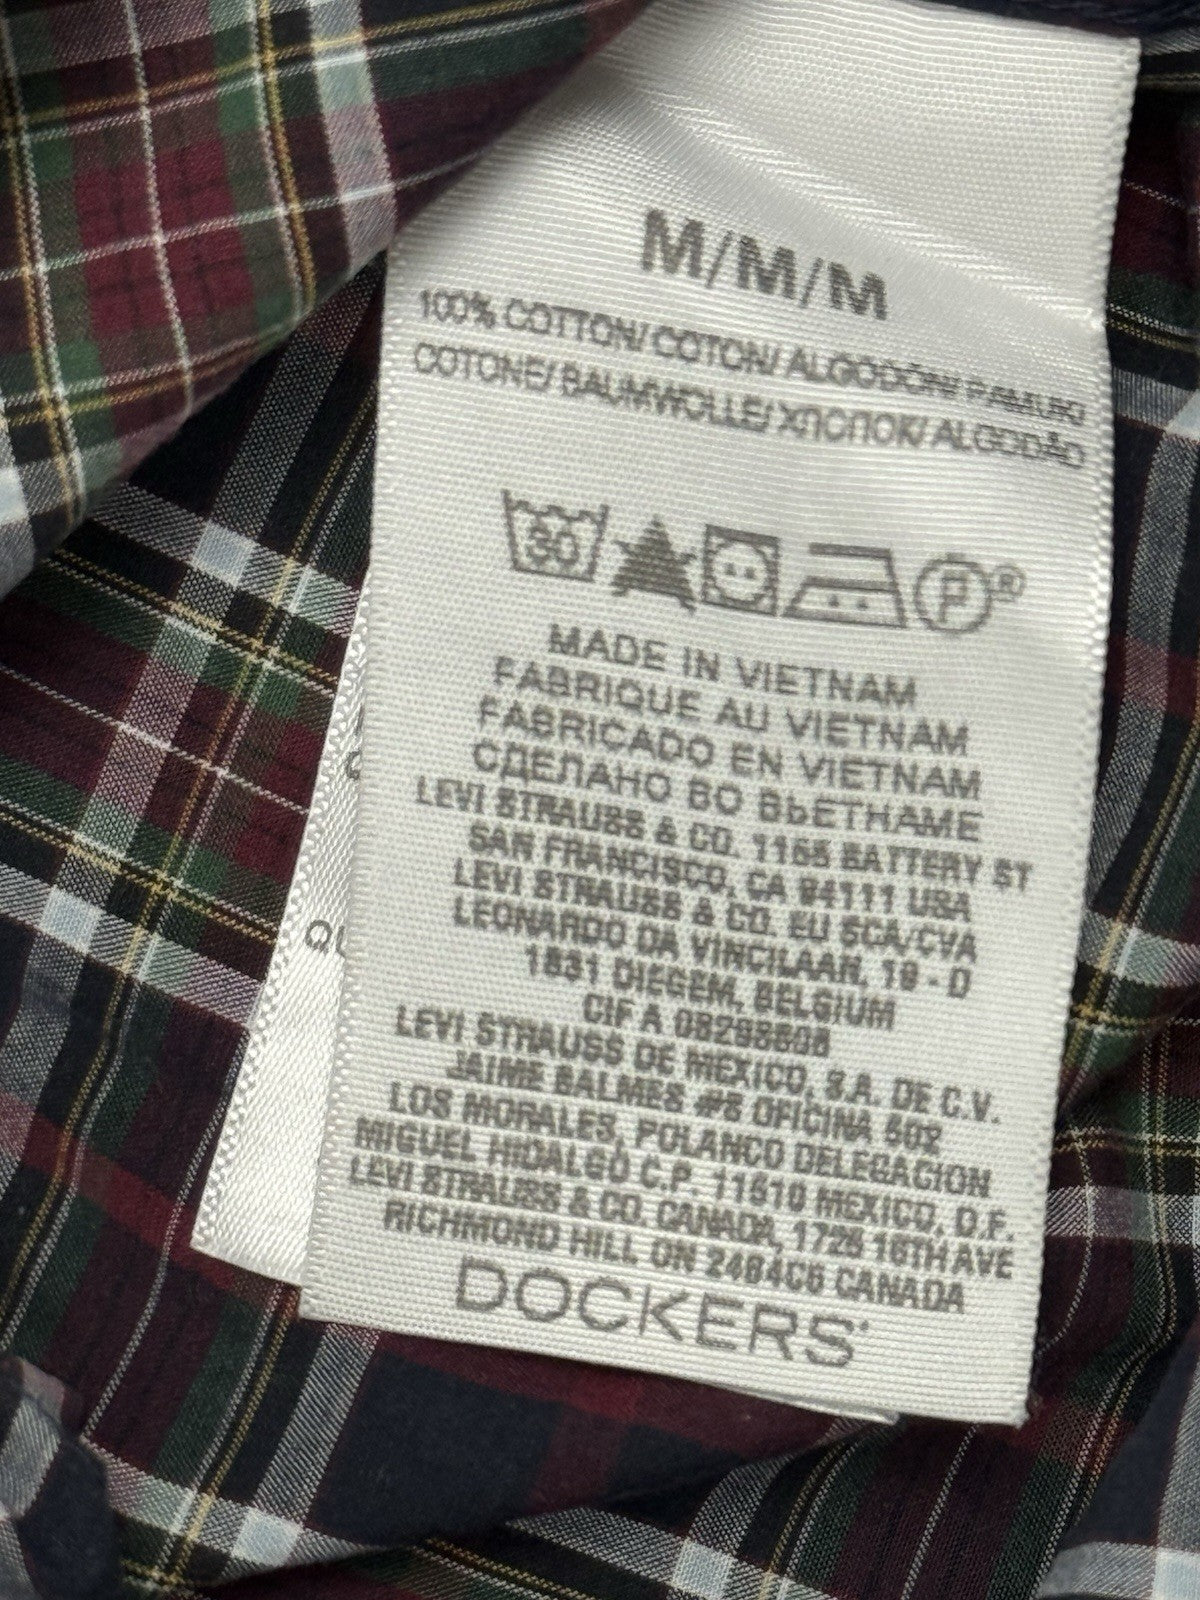 M/M/M
100% COTTON/ COTON/ ALGODÓN/ PAMUK/
COTONE/ BAUMWOLLE/ ХЛОПОК/ ALGODÃO
30
P ®
MADE IN VIETNAM
FABRIQUE AU VIETNAM
FABRICADO EN VIETNAM
СДЕЛАНО ВО ВЬЕТНАМЕ
LEVI STRAUSS & CO. 1155 BATTERY ST
SAN FRANCISCO, CA 94111 USA
LEVI STRAUSS & CO. EU SCA/CVA
LEONARDO DA VINCILAAN, 19 - D
1831 DIEGEM, BELGIUM
CIF A 08298608
LEVI STRAUSS DE MEXICO, S.A. DE C.V.
JAIME BALMES #8 OFICINA 502
LOS MORALES, POLANCO DELEGACION
MIGUEL HIDALGO C.P. 11510 MEXICO, D.F.
LEVI STRAUSS & CO. CANADA, 1725 16TH AVE
RICHMOND HILL ON 24B4C6 CANADA
DOCKERS